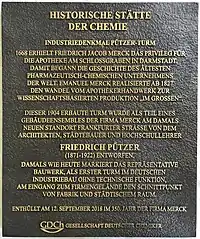 HISTORISCHE STÄTTE
DER CHEMIE
INDUSTRIEDENKMAL PÜTZER-TURM
1668 ERHIELT FRIEDRICH JACOB MERCK DAS PRIVILEG FÜR
DIE APOTHEKE AM SCHLOSSGRABEN IN DARMSTADT.
DAMIT BEGANN DIE GESCHICHTE DES ÄLTESTEN
PHARMAZEUTISCH-CHEMISCHEN UNTERNEHMENS
DER WELT. EMANUEL MERCK REALISIERTE AB 1827
DEN WANDEL VOM APOTHEKERHANDWERK ZUR
WISSENSCHAFTSBASIERTEN PRODUKTION „IM GROSSEN“.
DIESER 1904 ERBAUTE TURM WURDE ALS TEIL EINES
GEBÄUDEENSEMBLES DER FIRMA MERCK AM DAMALS
NEUEN STANDORT FRANKFURTER STRASSE VON DEM
ARCHITEKTEN, STÄDTEBAUER UND HOCHSCHULLEHRER
FRIEDRICH PÜTZER
(1871-1922) ENTWORFEN.
DAMALS WIE HEUTE MARKIERT DAS REPRÄSENTATIVE
BAUWERK, ALS ERSTER TURM IM DEUTSCHEN
INDUSTRIEBAU OHNE TECHNISCHE FUNKTION,
AM EINGANG ZUM FIRMENGELÄNDE DEN SCHNITTPUNKT
VON FABRIK UND STÄDTISCHEM RAUM.
ENTHÜLLT AM 12. SEPTEMBER 2018 IM 350. JAHR DER FIRMA MERCK
GDCh GESELLSCHAFT DEUTSCHER CHEMIKER